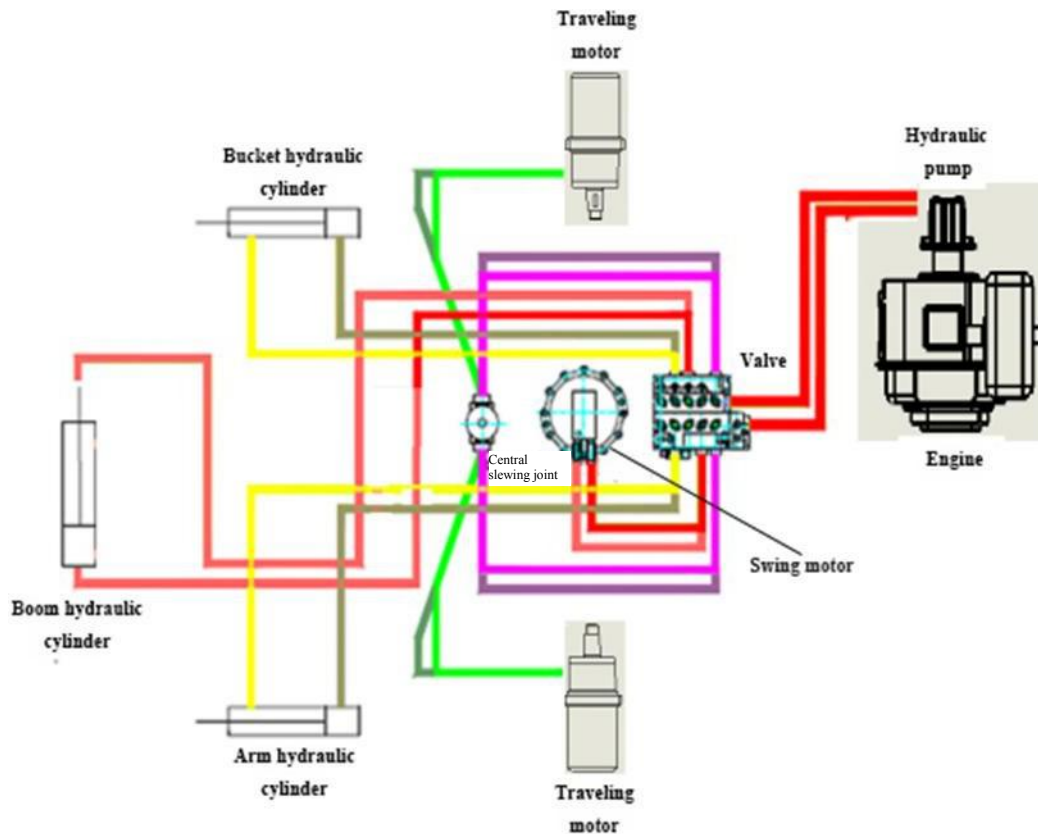 Traveling
motor
Hydraulic
pump
Bucket hydraulic
cylinder
Valve
Central
slewing joint
Engine
Swing motor
Boom hydraulic
cylinder
Arm hydraulic
cylinder
Traveling
motor